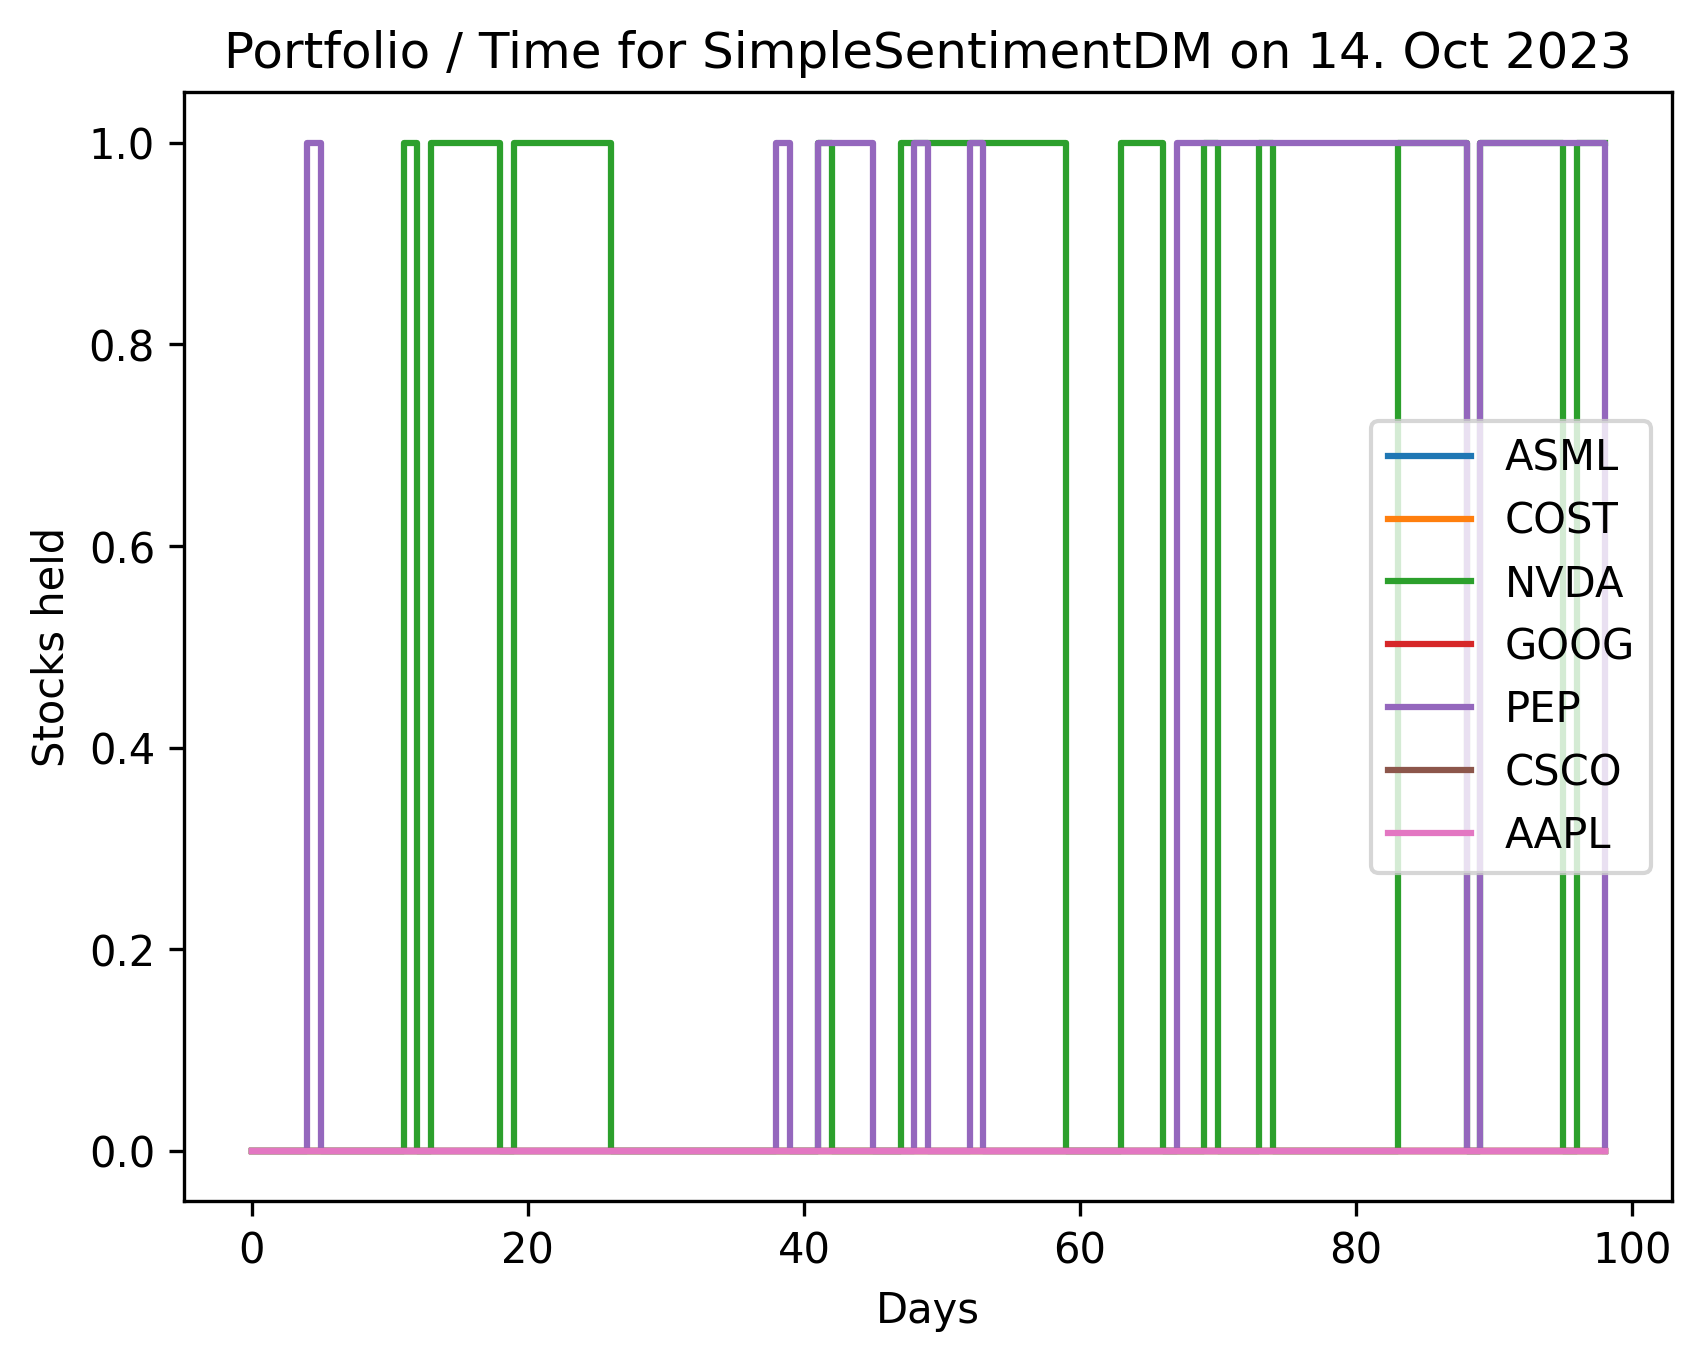 Portfolio / Time for SimpleSentimentDM on 14. Oct 2023
1.0
0.8
0.6
0.4
0.2
0.0
Stocks held
ASML
COST
NVDA
GOOG
PEP
CSCO
AAPL
0 20 40 60 80 100
Days